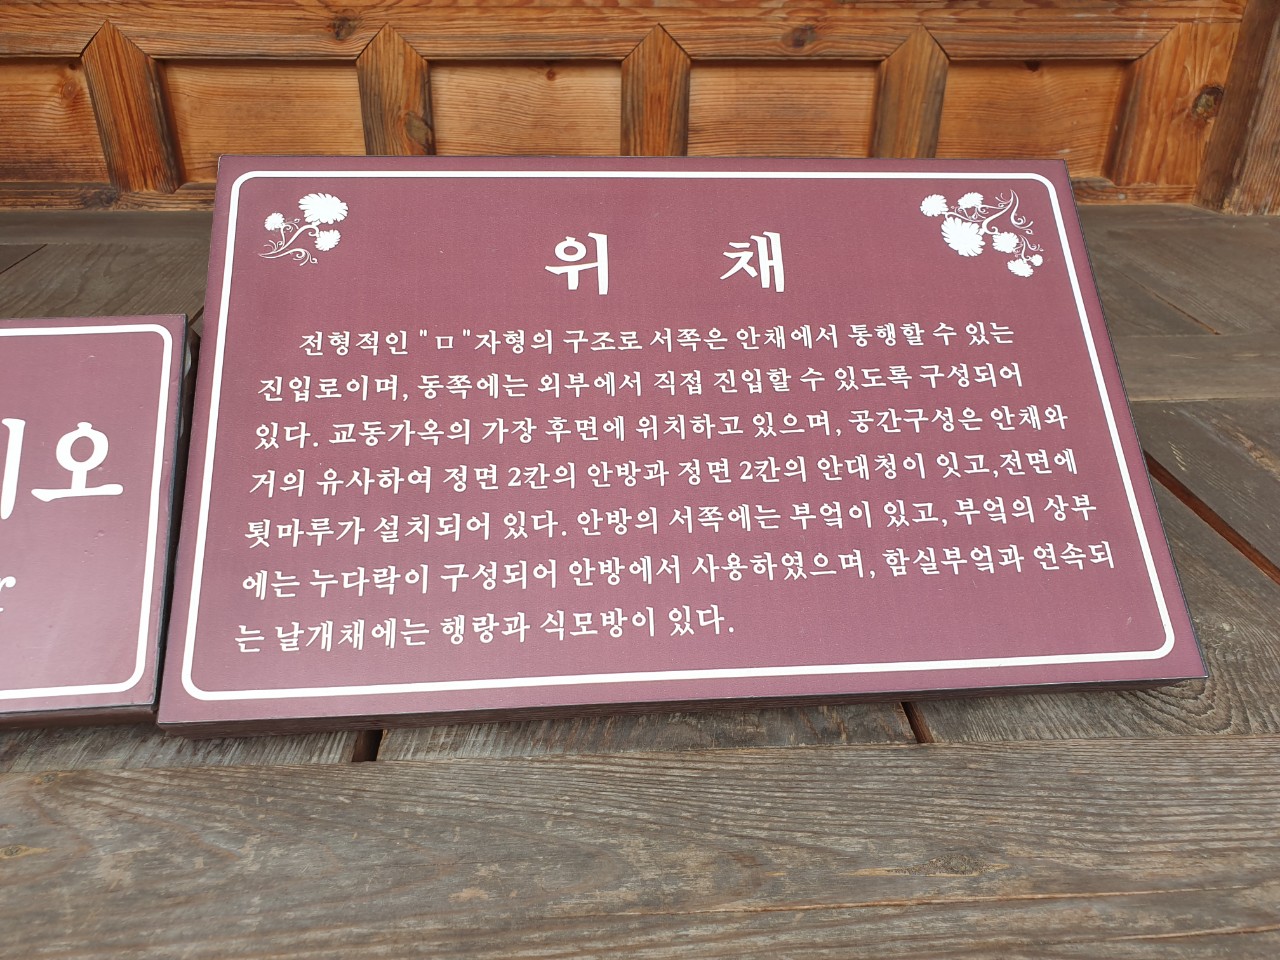 위 채
전형적인 "ㅁ"자형의 구조로 서쪽은 안채에서 통행할 수 있는
진입로이며, 동쪽에는 외부에서 직접 진입할 수 있도록 구성되어
있다. 교동가옥의 가장 후면에 위치하고 있으며, 공간구성은 안채와
거의 유사하여 정면 2칸의 안방과 정면 2칸의 안대청이 잇고,전면에
툇마루가 설치되어 있다. 안방의 서쪽에는 부엌이 있고, 부엌의 상부
에는 누다락이 구성되어 안방에서 사용하였으며, 함실부엌과 연속되
는 날개채에는 행랑과 식모방이 있다.
오
r